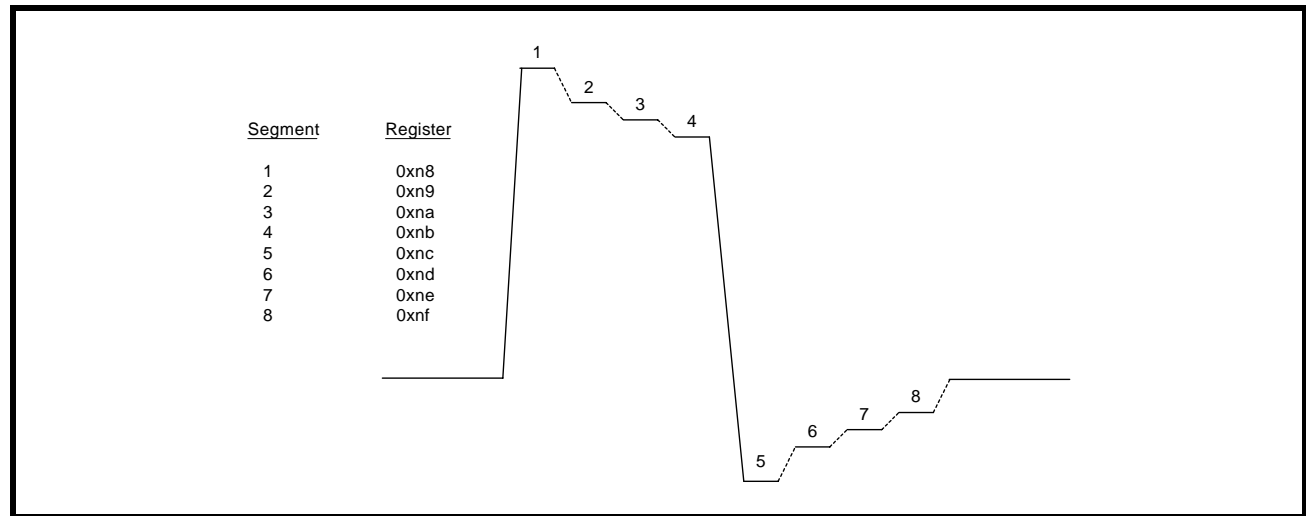 Segment Register
1 0xn8
2 0xn9
3 0xna
4 0xnb
5 0xnc
6 0xnd
7 0xne
8 0xnf
1
2
3
4
5
6
7
8